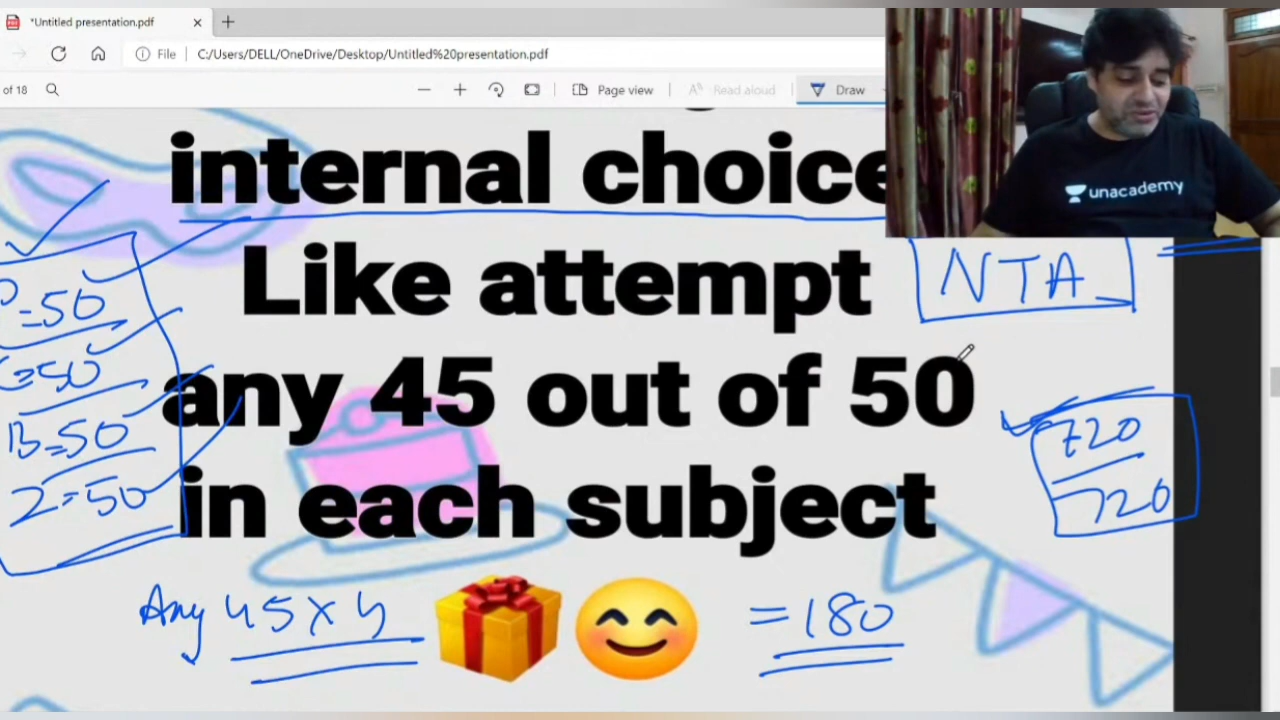 *Untitled presentation.pdf
File
C:/Users/DELL/OneDrive/Desktop/Untitled%20presentation.pdf
of 18
Page view
Read aloud
Draw
unacademy
internal choice
Like attempt
any 45 out of 50
in each subject
NTA
=50
=50
B=50
Z=50
720
720
Any 45 x 4
=180